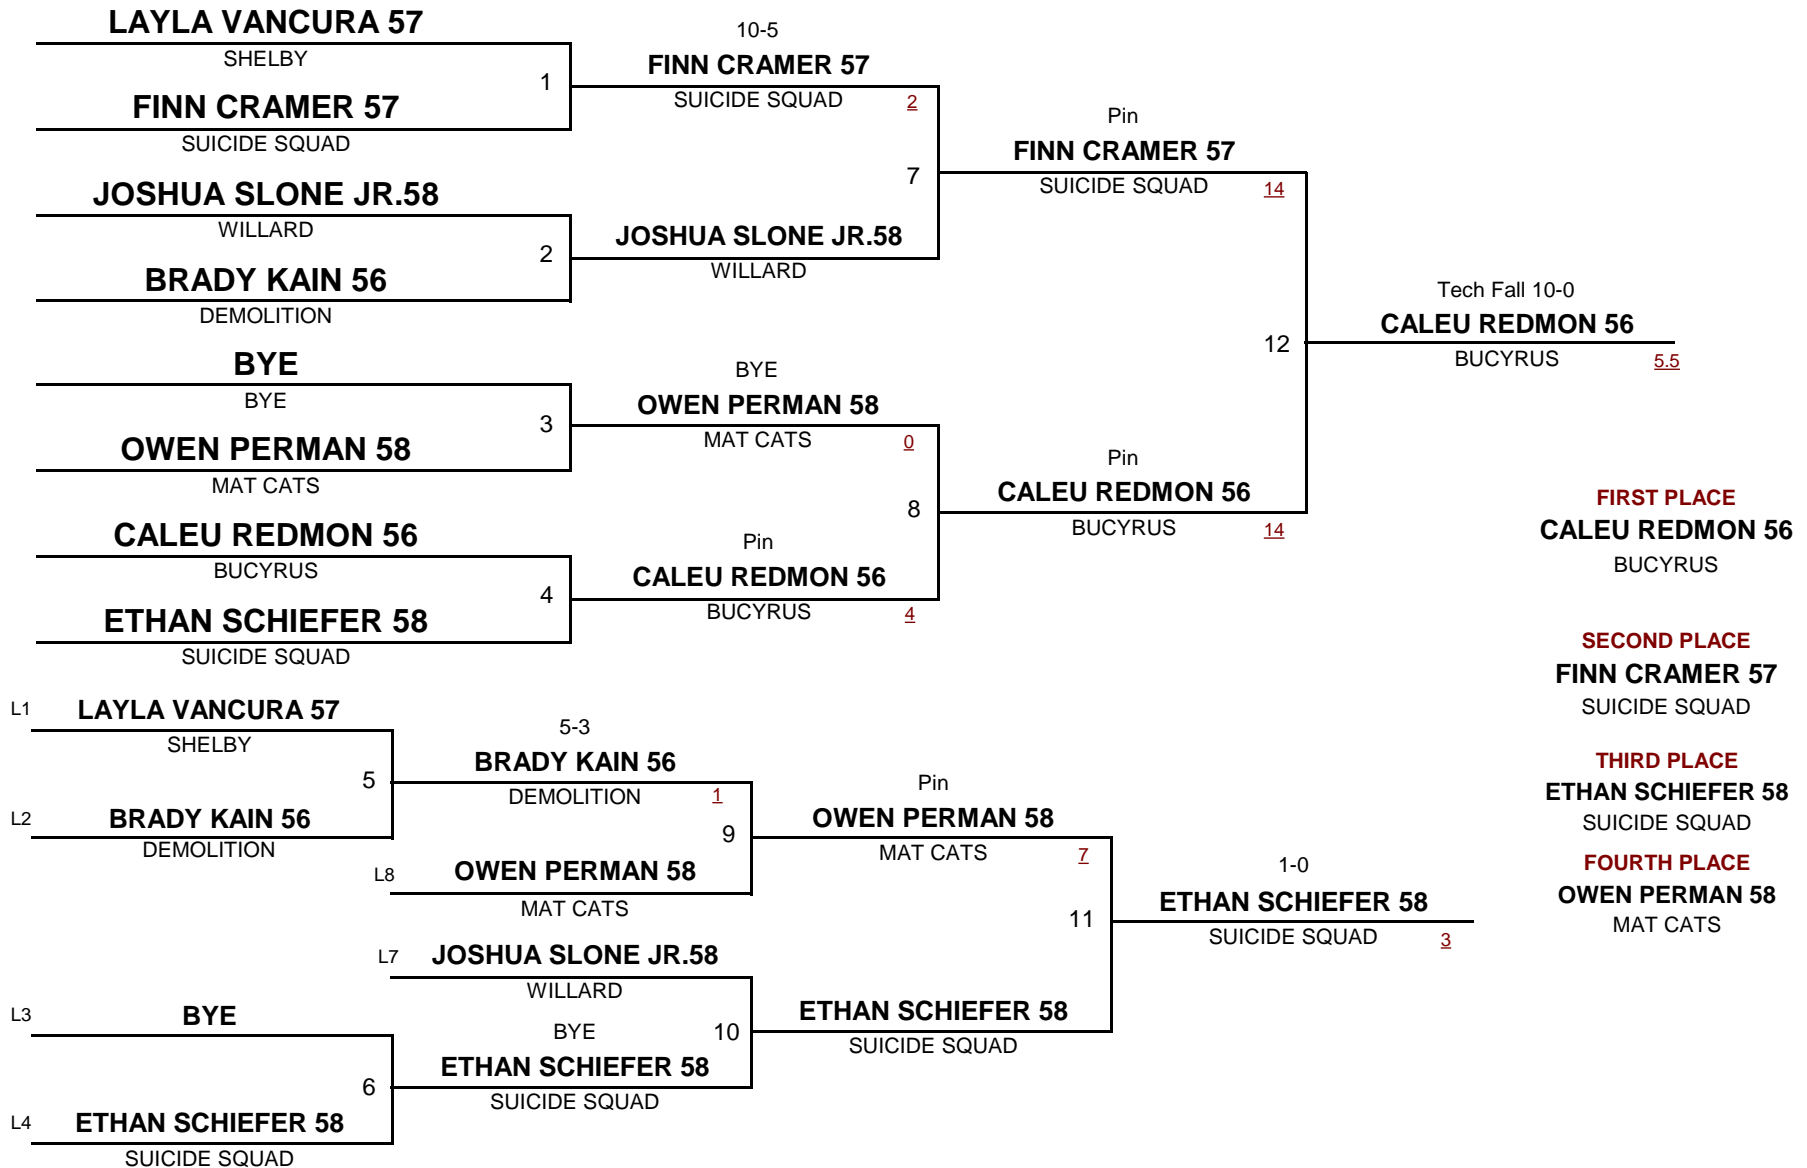 LAYLA VANCURA 57
SHELBY
1
FINN CRAMER 57
SUICIDE SQUAD
10-5
FINN CRAMER 57
SUICIDE SQUAD
2
JOSHUA SLONE JR.58
WILLARD
2
BRADY KAIN 56
DEMOLITION
7
JOSHUA SLONE JR.58
WILLARD
Pin
FINN CRAMER 57
SUICIDE SQUAD
14
BYE
BYE
3
OWEN PERMAN 58
MAT CATS
BYE
OWEN PERMAN 58
MAT CATS
0
CALEU REDMON 56
BUCYRUS
4
ETHAN SCHIEFER 58
SUICIDE SQUAD
8
Pin
CALEU REDMON 56
BUCYRUS
4
Pin
CALEU REDMON 56
BUCYRUS
14
12
Tech Fall 10-0
CALEU REDMON 56
BUCYRUS
5.5
FIRST PLACE
CALEU REDMON 56
BUCYRUS
SECOND PLACE
FINN CRAMER 57
SUICIDE SQUAD
THIRD PLACE
ETHAN SCHIEFER 58
SUICIDE SQUAD
FOURTH PLACE
OWEN PERMAN 58
MAT CATS
L1
LAYLA VANCURA 57
SHELBY
5
L2
BRADY KAIN 56
DEMOLITION
5-3
BRADY KAIN 56
DEMOLITION
1
9
L8
OWEN PERMAN 58
MAT CATS
Pin
OWEN PERMAN 58
MAT CATS
7
L7
JOSHUA SLONE JR.58
WILLARD
L3
BYE
6
L4
ETHAN SCHIEFER 58
SUICIDE SQUAD
BYE
10
ETHAN SCHIEFER 58
SUICIDE SQUAD
ETHAN SCHIEFER 58
SUICIDE SQUAD
11
1-0
ETHAN SCHIEFER 58
SUICIDE SQUAD
3